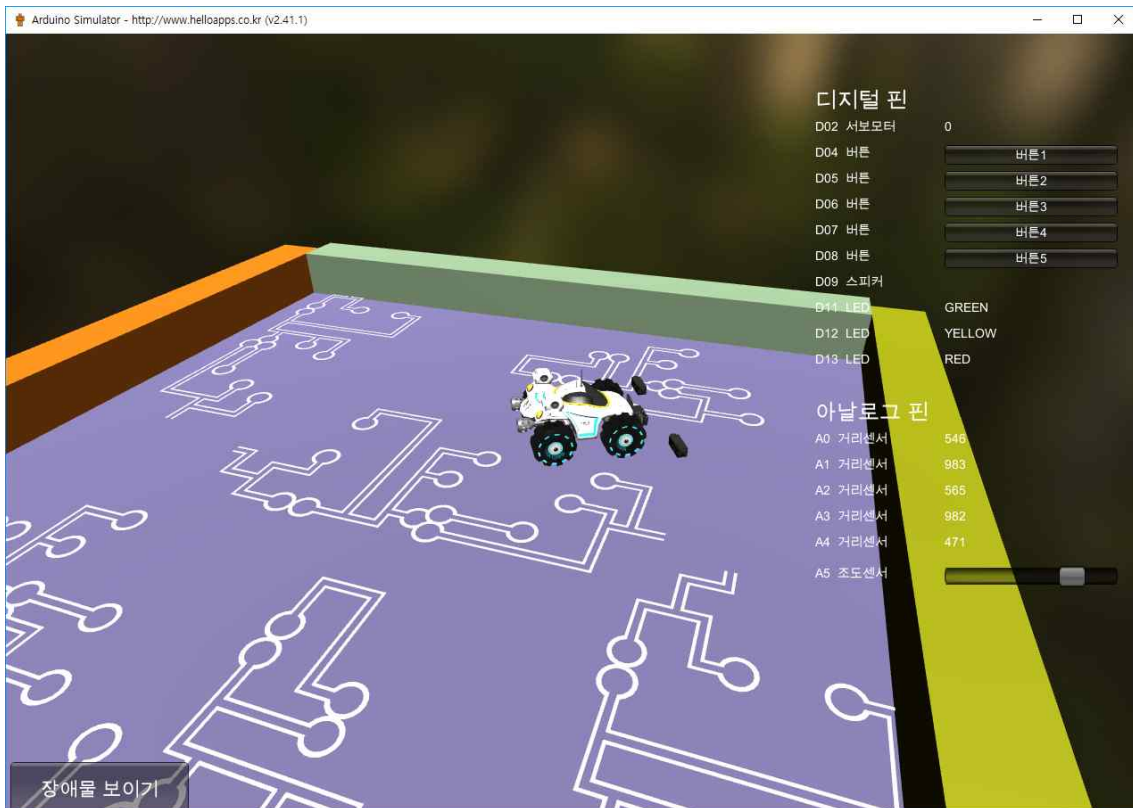 Arduino Simulator - http://www.helloapps.co.kr (v2.41.1)
디지털 핀
D02 서보모터 0
D04 버튼 버튼1
D05 버튼 버튼2
D06 버튼 버튼3
D07 버튼 버튼4
D08 버튼 버튼5
D09 스피커
D11 LED GREEN
D12 LED YELLOW
D13 LED RED
아날로그 핀
A0 거리센서 546
A1 거리센서 983
A2 거리센서 565
A3 거리센서 982
A4 거리센서 471
A5 조도센서
장애물 보이기